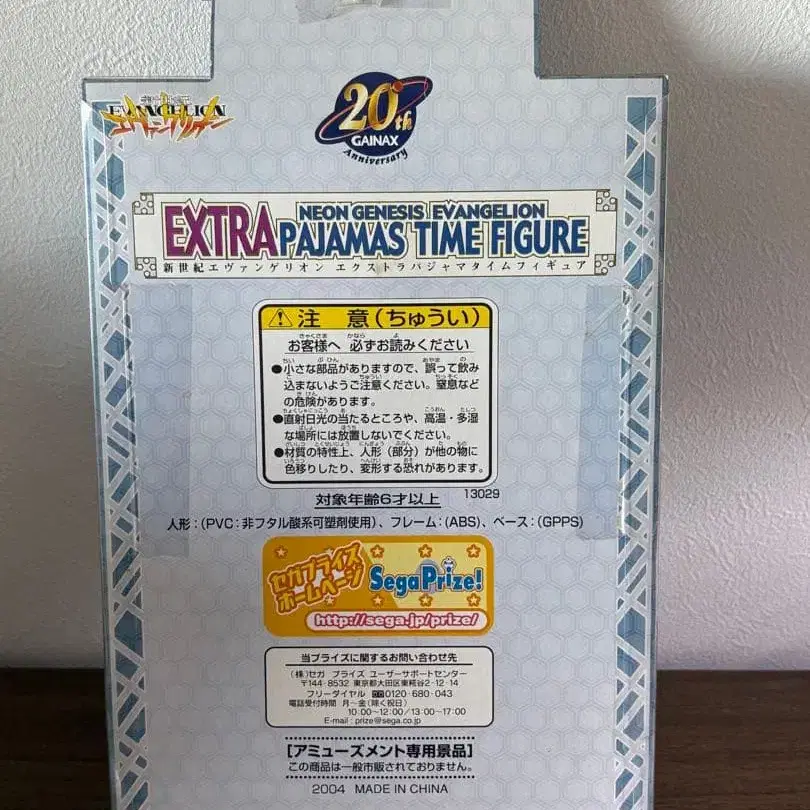 新世紀
EVANGELION
エヴァンゲリオン
20th
GAINAX
Anniversary
NEON GENESIS EVANGELION
EXTRA PAJAMAS TIME FIGURE
新世紀エヴァンゲリオン エクストラパジャマタイムフィギュア
⚠注 意(ちゅうい)
お客様へ 必ずお読みください
●小さな部品がありますので、誤って飲み
込まないようご注意ください。窒息など
の危険があります。
●直射日光の当たるところや、高温・多湿
な場所には放置しないでください。
●材質の特性上、人形(部分)が他の物に
色移りしたり、変形する恐れがあります。
対象年齢6才以上
13029
人形:(PVC:非フタル酸系可塑剤使用)、フレーム:(ABS)、ベース:(GPPS)
セガプライズ
ホームページ
SegaPrize!
http://sega.jp/prize/
当プライズに関するお問い合わせ先
(株)セガ プライズ ユーザーサポートセンター
〒144-8532 東京都大田区東糀谷2-12-14
フリーダイヤル 0120-680-043
電話受付時間 月〜金(除く祝日)
10:00〜12:00/13:00〜17:00
E-mail : prize@sega.co.jp
[アミューズメント専用景品]
この商品は一般市販されておりません。
2004 MADE IN CHINA